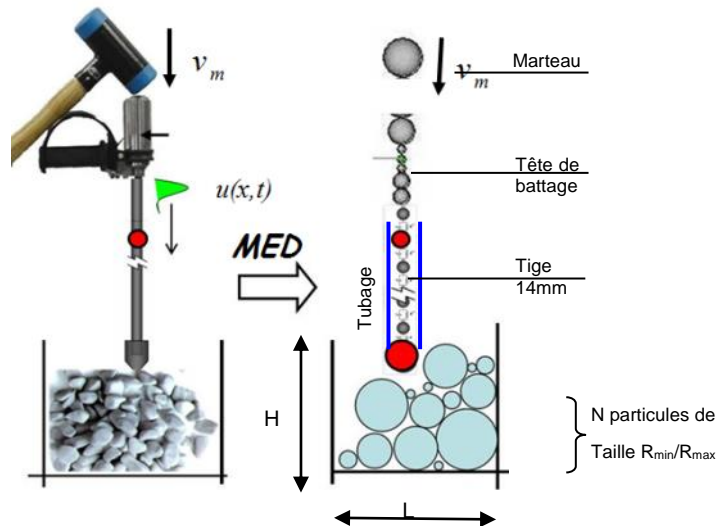 v_m
u(x,t)
MED
Marteau
v_m
Tête de
battage
Tige
14mm
Tubage
H
N particules de
Taille R_min/R_max
L